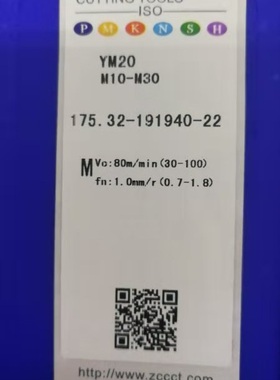 CUTTING TOOLS
ISO
P M K N S H
YM20
M10-M30
175.32-191940-22
M Vc:80m/min(30-100)
fn:1.0mm/r(0.7-1.8)
http://www.zccct.com